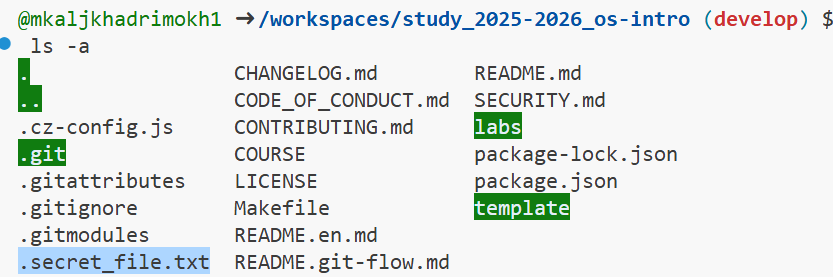 @mkaljkhadrimokh1 ➜/workspaces/study_2025-2026_os-intro (develop) $
ls -a
. CHANGELOG.md README.md
.. CODE_OF_CONDUCT.md SECURITY.md
.cz-config.js CONTRIBUTING.md labs
.git COURSE package-lock.json
.gitattributes LICENSE package.json
.gitignore Makefile template
.gitmodules README.en.md
.secret_file.txt README.git-flow.md